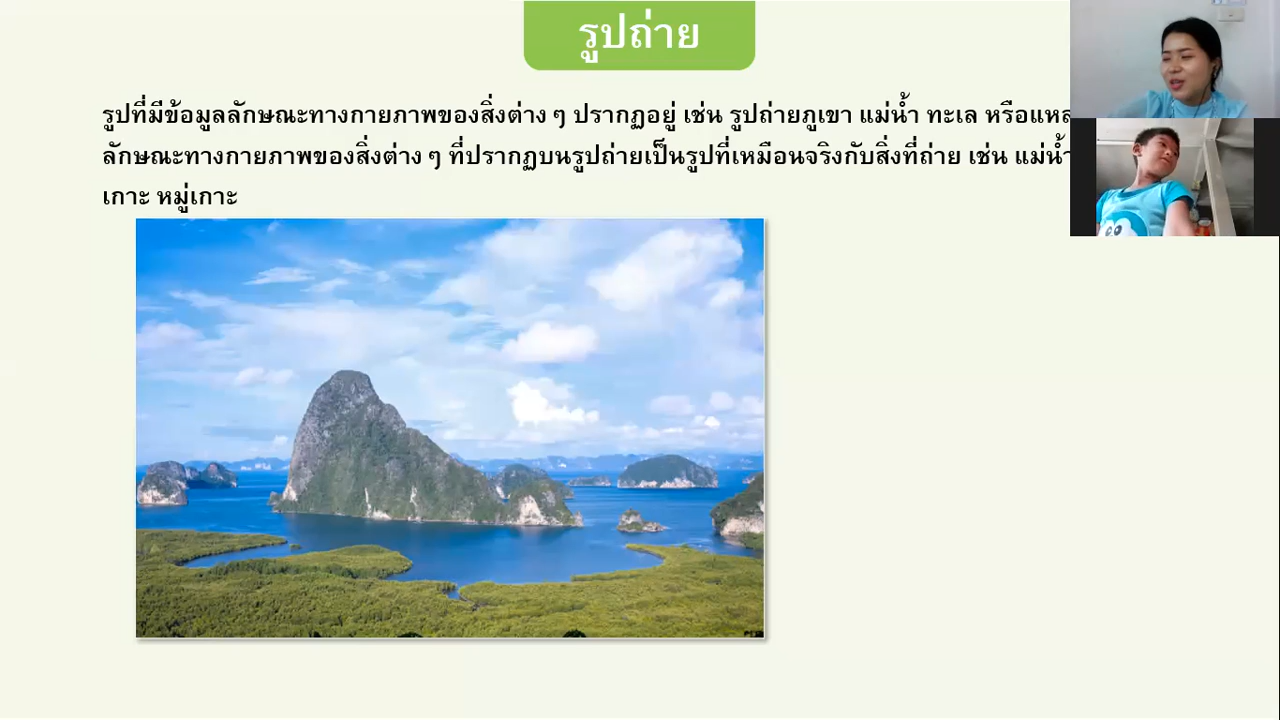 รูปถ่าย
รูปที่มีข้อมูลลักษณะทางกายภาพของสิ่งต่าง ๆ ปรากฏอยู่ เช่น รูปถ่ายภูเขา แม่น้ำ ทะเล หรือ
ลักษณะทางกายภาพของสิ่งต่าง ๆ ที่ปรากฏบนรูปถ่ายเป็นรูปที่เหมือนจริงกับสิ่งที่ถ่าย เช่น แม่น้ำ
เกาะ หมู่เกาะ